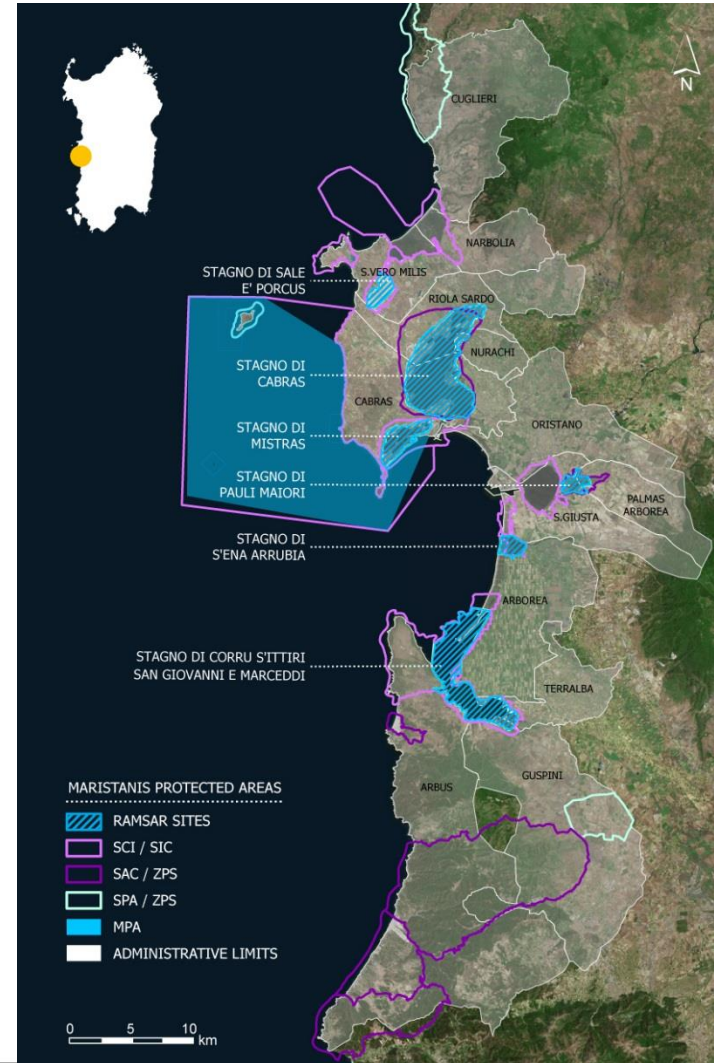 N
CUGLIERI
NARBOLIA
STAGNO DI SALE
E' PORCUS
S.VERO MILIS
RIOLA SARDO
NURACHI
STAGNO DI
CABRAS
CABRAS
STAGNO DI
MISTRAS
ORISTANO
STAGNO DI
PAULI MAIORI
PALMAS
ARBOREA
S.GIUSTA
STAGNO DI
S'ENA ARRUBIA
ARBOREA
STAGNO DI CORRU S'ITTIRI
SAN GIOVANNI E MARCEDDI
TERRALBA
ARBUS
GUSPINI
MARISTANIS PROTECTED AREAS
RAMSAR SITES
SCI / SIC
SAC / ZPS
SPA / ZPS
MPA
ADMINISTRATIVE LIMITS
0 5 10
km